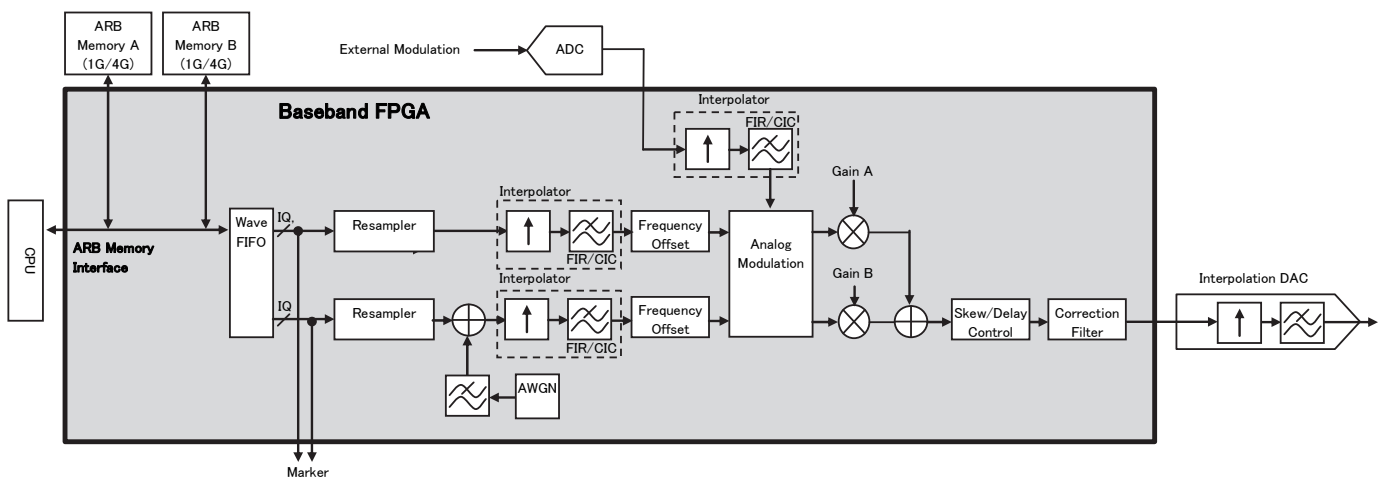 ARB
Memory A
(1G/4G)
ARB
Memory B
(1G/4G)
External Modulation
ADC
Baseband FPGA
Interpolator
FIR/CIC
Gain A
CPU
ARB Memory
Interface
Wave
FIFO
IQ,
Resampler
Interpolator
FIR/CIC
Frequency
Offset
Analog
Modulation
Gain B
IQ
Resampler
Interpolator
FIR/CIC
Frequency
Offset
Skew/Delay
Control
Correction
Filter
Interpolation DAC
AWGN
Marker